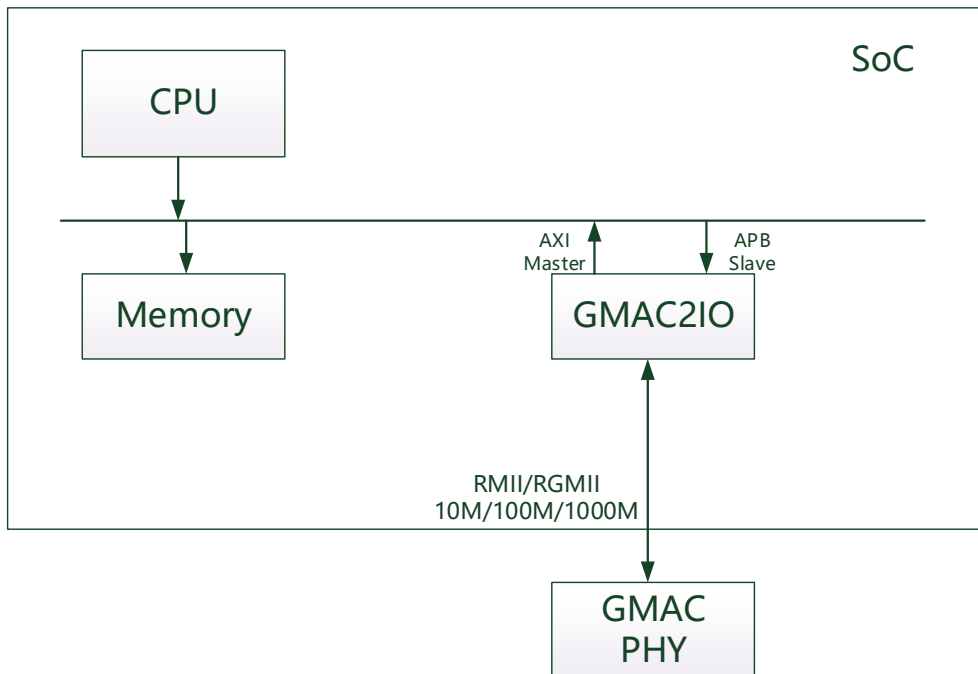 SoC
CPU
AXI
Master
APB
Slave
Memory
GMAC2IO
RMII/RGMII
10M/100M/1000M
GMAC
PHY